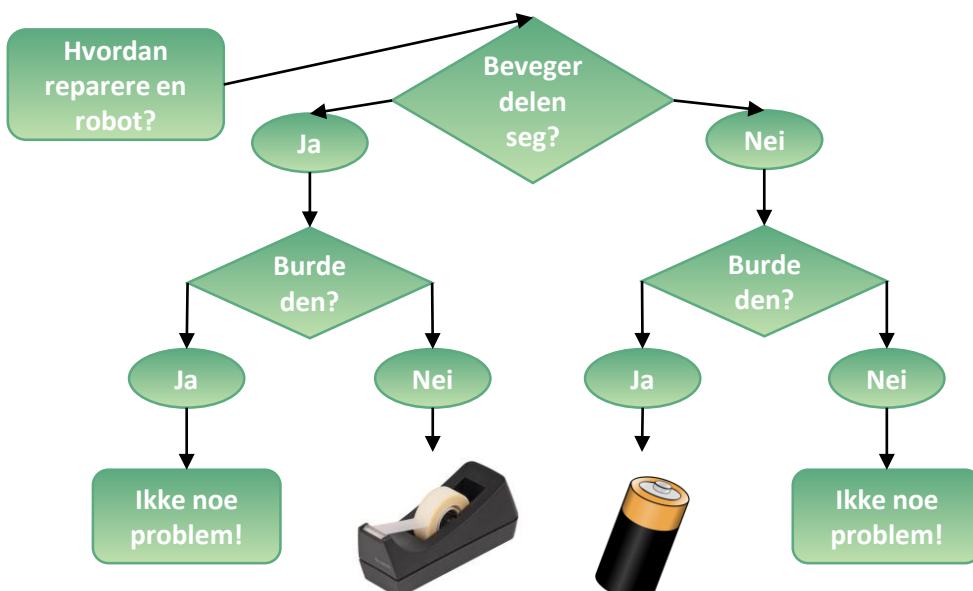 Hvordan
reparere en
robot?
Beveger
delen
seg?
Ja
Nei
Burde
den?
Burde
den?
Ja
Nei
Ja
Nei
Ikke noe
problem!
Ikke noe
problem!